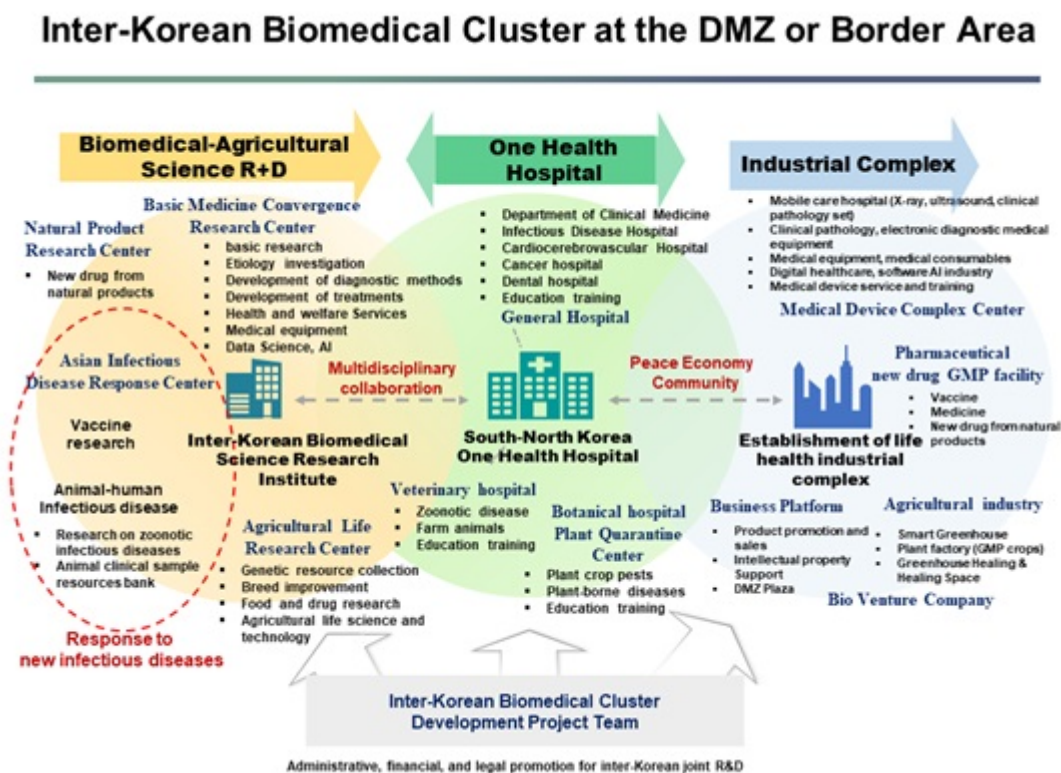 Inter-Korean Biomedical Cluster at the DMZ or Border Area
Biomedical-Agricultural
Science R+D
One Health
Hospital
Industrial Complex
Natural Product
Research Center
▪ New drug from
natural products
Basic Medicine Convergence
Research Center
▪ basic research
▪ Etiology investigation
▪ Development of diagnostic methods
▪ Development of treatments
▪ Health and welfare Services
▪ Medical equipment
▪ Data Science, AI
Asian Infectious
Disease Response Center
Vaccine
research
Animal-human
Infectious disease
▪ Research on zoonotic
infectious diseases
▪ Animal clinical sample
resources bank
Response to
new infectious diseases
Inter-Korean Biomedical
Science Research
Institute
Agricultural Life
Research Center
▪ Genetic resource collection
▪ Breed improvement
▪ Food and drug research
▪ Agricultural life science and
technology
Multidisciplinary
collaboration
▪ Department of Clinical Medicine
▪ Infectious Disease Hospital
▪ Cardiocerebrovascular Hospital
▪ Cancer hospital
▪ Dental hospital
▪ Education training
General Hospital
South-North Korea
One Health Hospital
Veterinary hospital
▪ Zoonotic disease
▪ Farm animals
▪ Education training
Botanical hospital
Plant Quarantine
Center
▪ Plant crop pests
▪ Plant-borne diseases
▪ Education training
Peace Economy
Community
▪ Mobile care hospital (X-ray, ultrasound, clinical
pathology set)
▪ Clinical pathology, electronic diagnostic medical
equipment
▪ Medical equipment, medical consumables
▪ Digital healthcare, software AI industry
▪ Medical device service and training
Medical Device Complex Center
Pharmaceutical
new drug GMP facility
• Vaccine
• Medicine
• New drug from natural
products
Establishment of life
health industrial
complex
Business Platform
▪ Product promotion and
sales
▪ Intellectual property
Support
▪ DMZ Plaza
Agricultural industry
▪ Smart Greenhouse
▪ Plant factory (GMP crops)
▪ Greenhouse Healing &
Healing Space
Bio Venture Company
Inter-Korean Biomedical Cluster
Development Project Team
Administrative, financial, and legal promotion for inter-Korean joint R&D